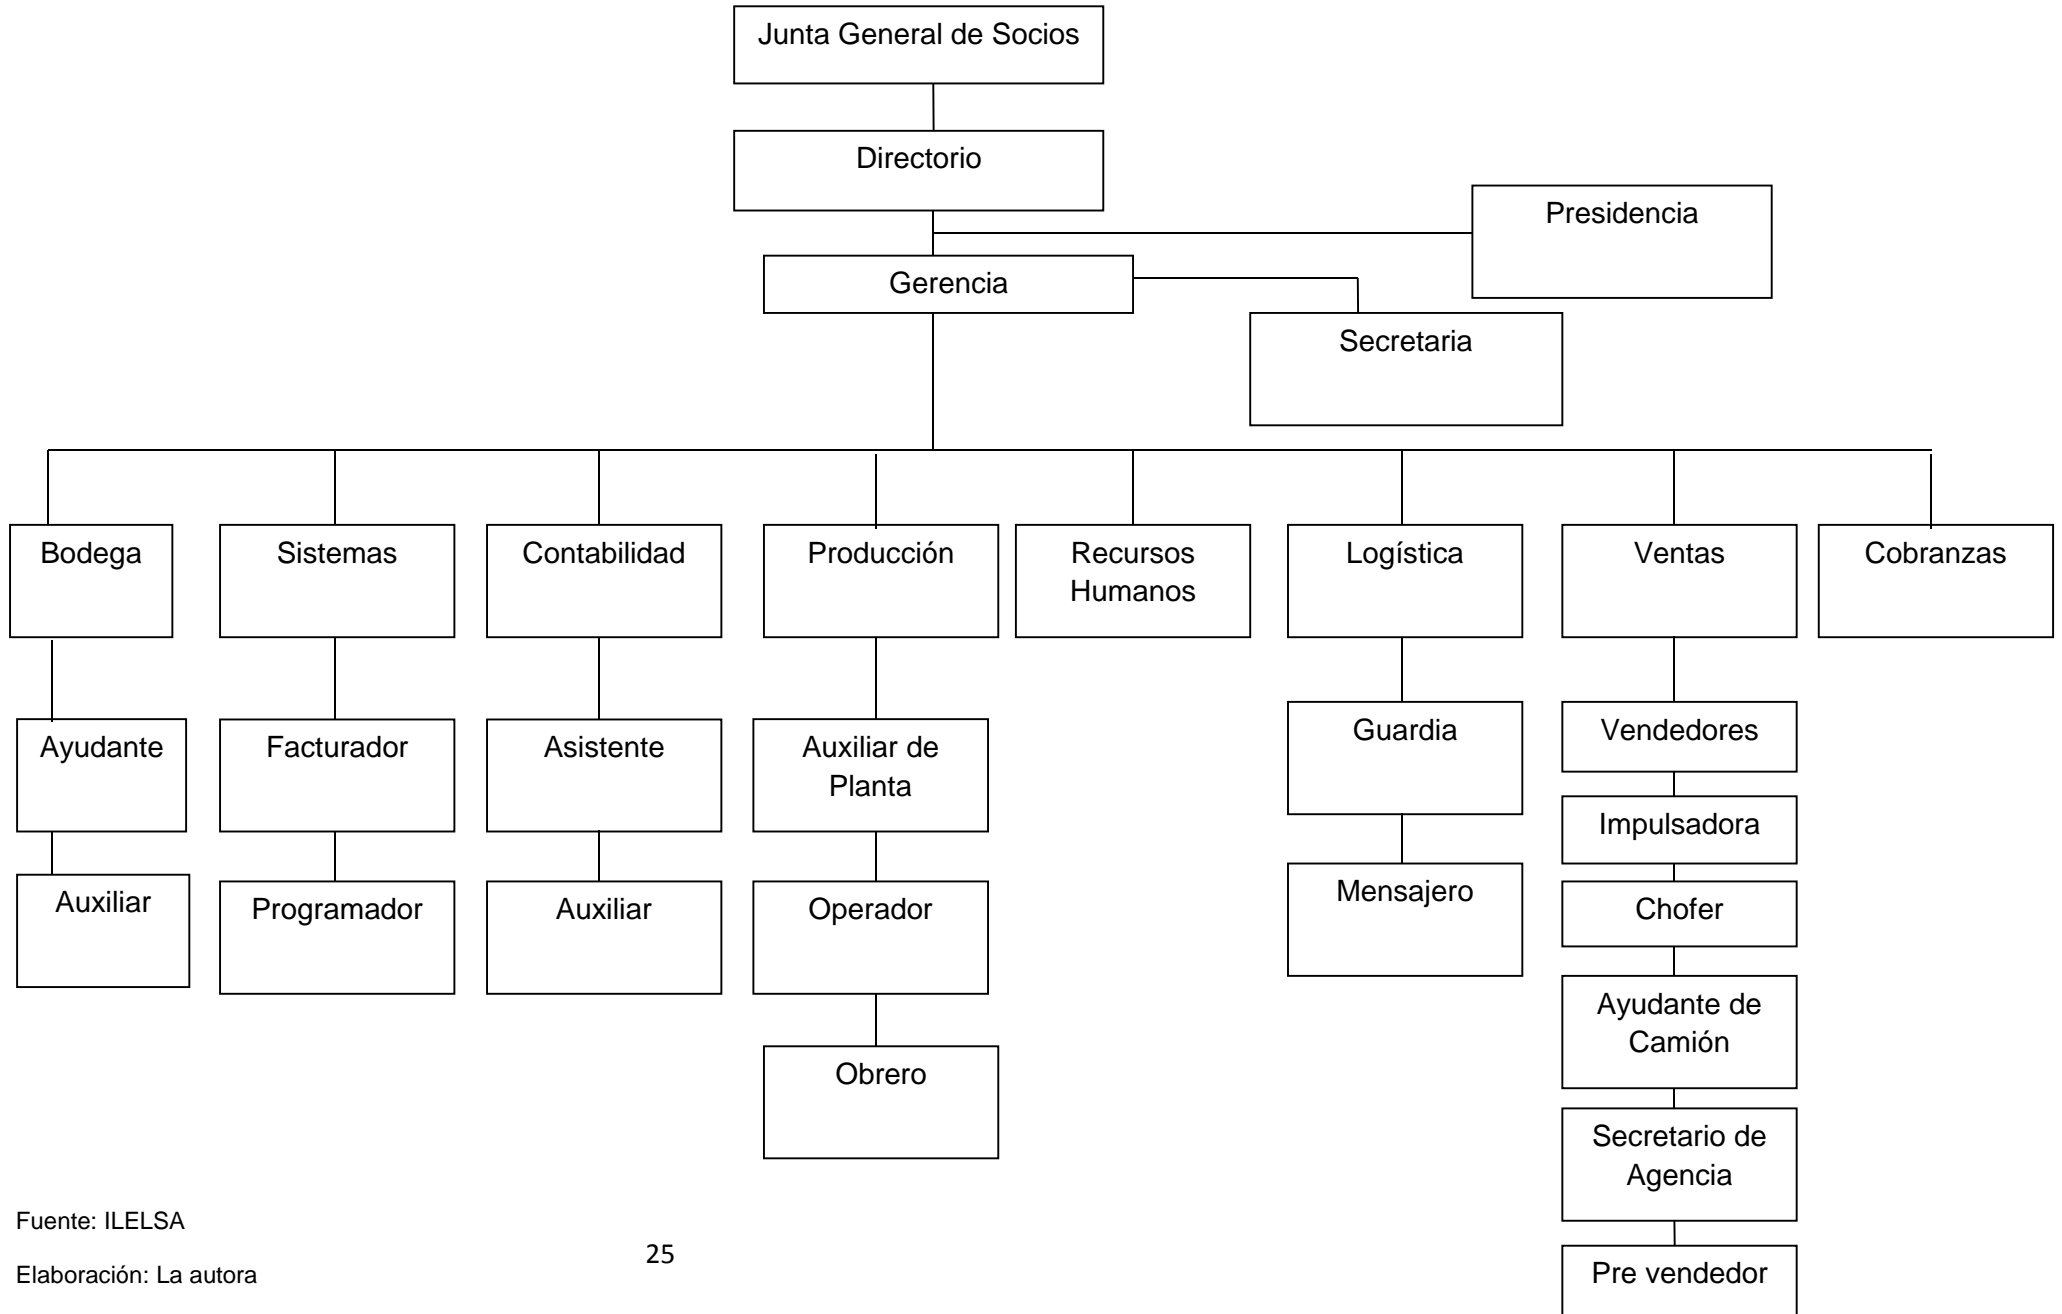 Junta General de Socios
Directorio
Presidencia
Gerencia
Secretaria
Bodega
Sistemas
Contabilidad
Producción
Recursos
Humanos
Logística
Ventas
Cobranzas
Ayudante
Facturador
Asistente
Auxiliar de
Planta
Guardia
Vendedores
Impulsadora
Auxiliar
Programador
Auxiliar
Operador
Mensajero
Chofer
Ayudante de
Camión
Obrero
Secretario de
Agencia
Pre vendedor
Fuente: ILELSA
Elaboración: La autora
25